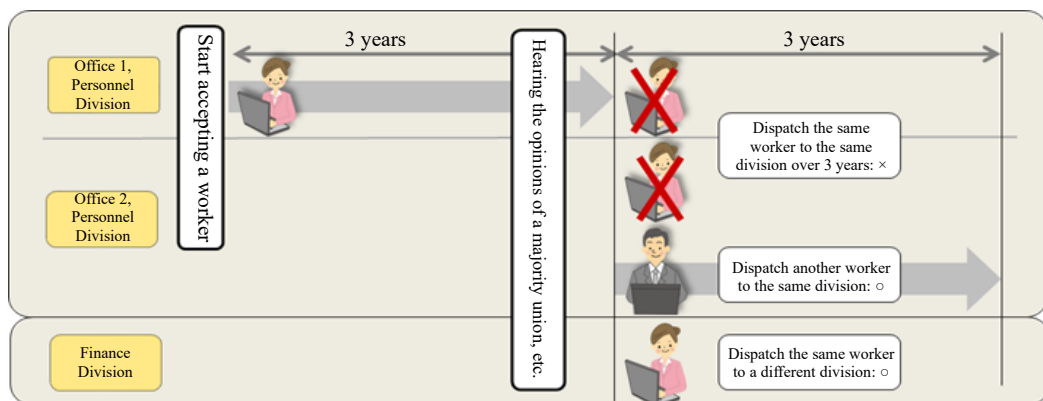 3 years
3 years
Office 1,
Personnel
Division
Start accepting a worker
Hearing the opinions of a majority union, etc.
Dispatch the same
worker to the same
division over 3 years: ×
Office 2,
Personnel
Division
Dispatch another worker
to the same division: ○
Finance
Division
Dispatch the same worker
to a different division: ○